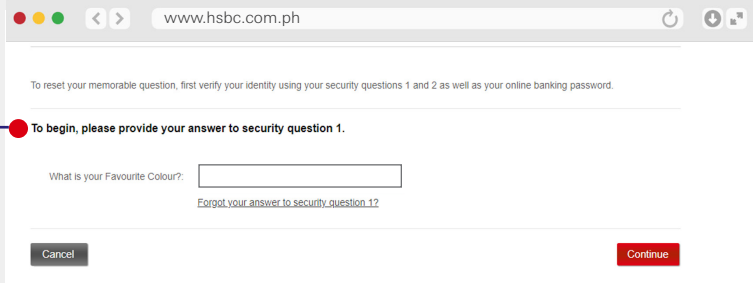 www.hsbc.com.ph
To reset your memorable question, first verify your identity using your security questions 1 and 2 as well as your online banking password.
To begin, please provide your answer to security question 1.
What is your Favourite Colour?:
Forgot your answer to security question 1?
Cancel
Continue